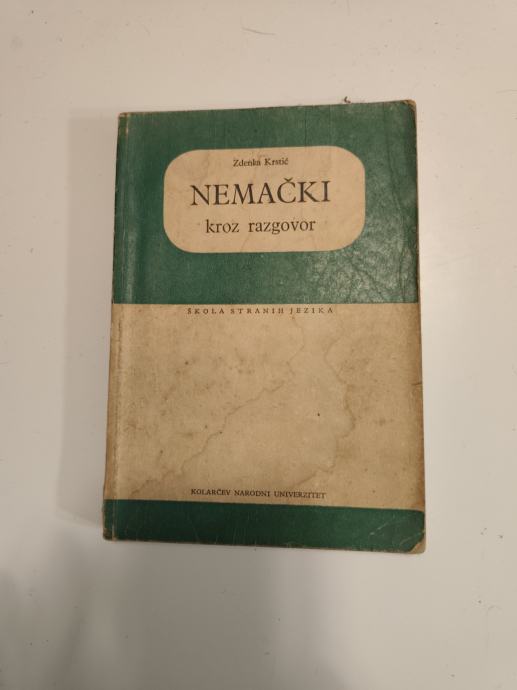 Zdenka Krstić
NEMAČKI
kroz razgovor
ŠKOLA STRANIH JEZIKA
KOLARČEV NARODNI UNIVERZITET